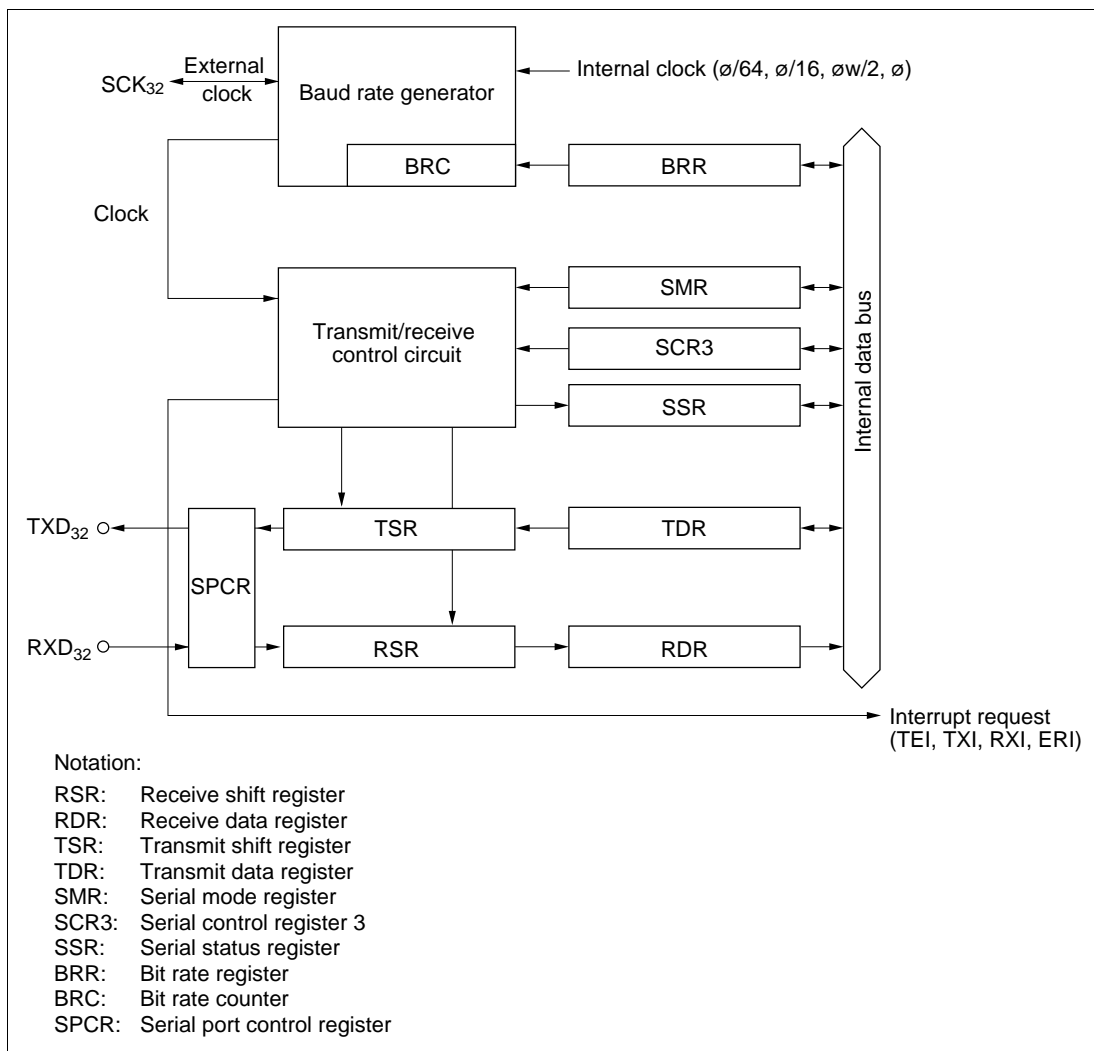 SCK32
External
clock
Baud rate generator
Internal clock (ø/64, ø/16, øw/2, ø)
BRC
BRR
Clock
Transmit/receive
control circuit
SMR
SCR3
SSR
Internal data bus
TXD32
TSR
TDR
SPCR
RXD32
RSR
RDR
Interrupt request
(TEI, TXI, RXI, ERI)
Notation:
RSR: Receive shift register
RDR: Receive data register
TSR: Transmit shift register
TDR: Transmit data register
SMR: Serial mode register
SCR3: Serial control register 3
SSR: Serial status register
BRR: Bit rate register
BRC: Bit rate counter
SPCR: Serial port control register